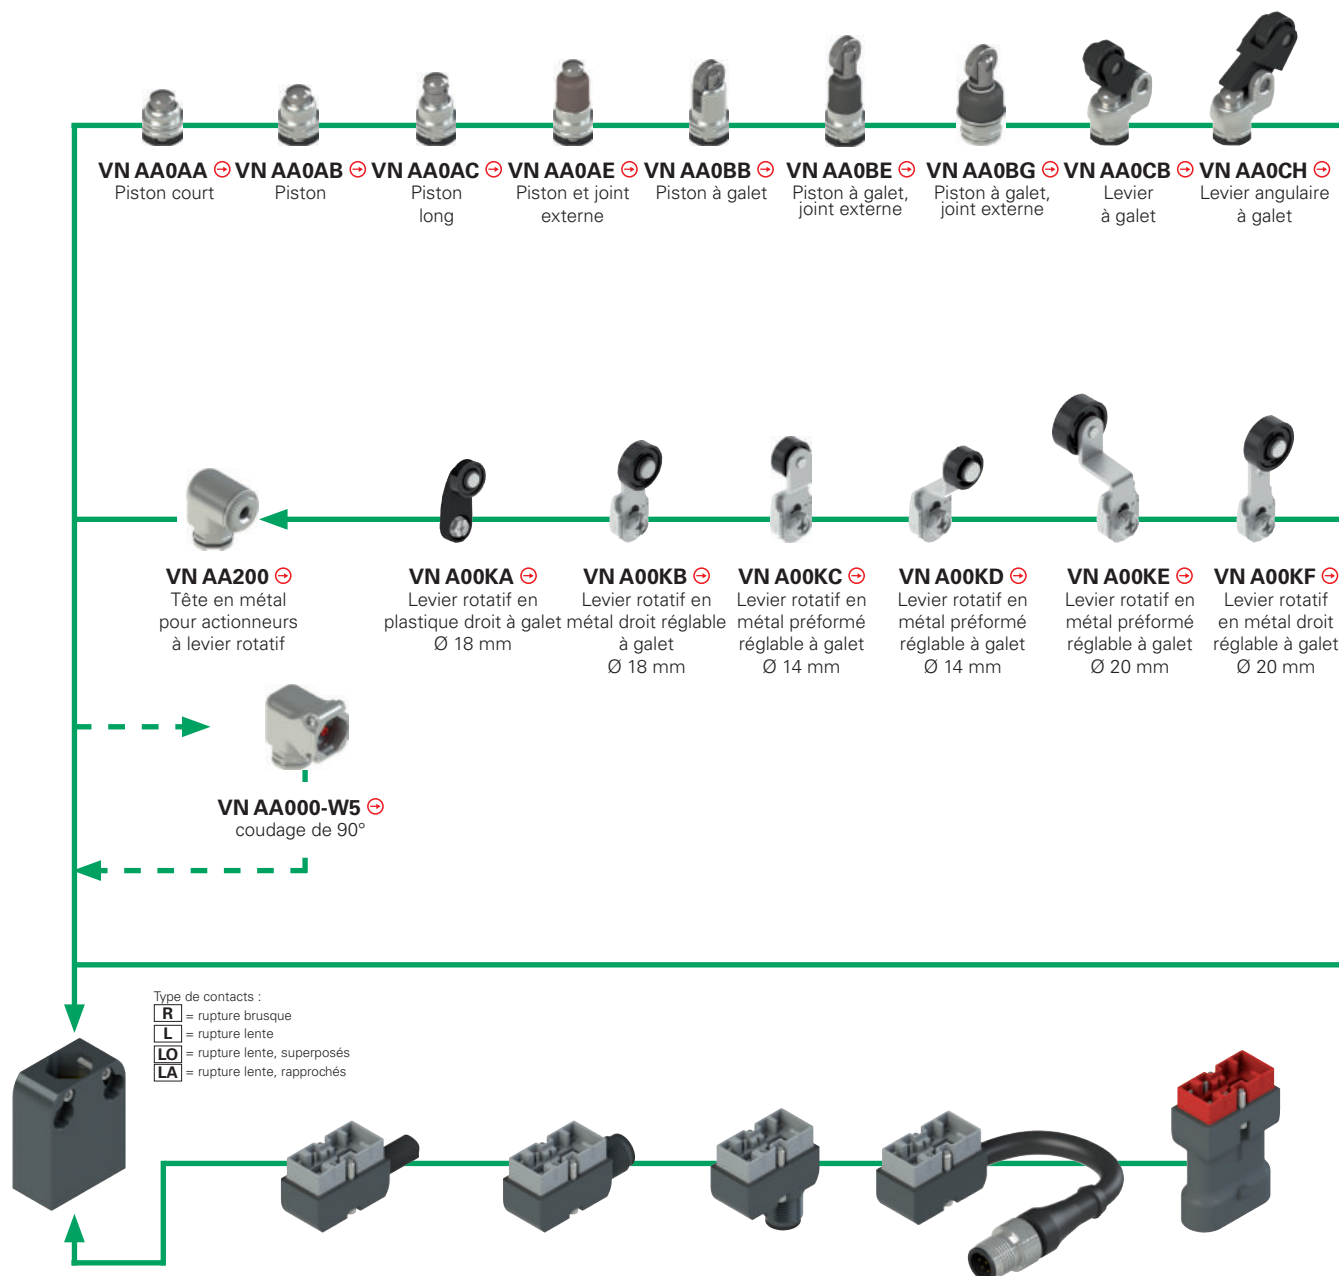 VN AA0AA VN AA0AB VN AA0AC VN AA0AE VN AA0BB VN AA0BE VN AA0BG VN AA0CB VN AA0CH
Piston court
Piston
Piston
long
Piston et joint
externe
Piston à galet
Piston à galet,
joint externe
Piston à galet,
joint externe
Levier
à galet
Levier angulaire
à galet
VN AA200
Tête en métal
pour actionneurs
à levier rotatif
VN A00KA
Levier rotatif en
plastique droit à galet
Ø 18 mm
VN A00KB
Levier rotatif en
métal droit réglable
à galet
Ø 18 mm
VN A00KC
Levier rotatif en
métal préformé
réglable à galet
Ø 14 mm
VN A00KD
Levier rotatif en
métal préformé
réglable à galet
Ø 14 mm
VN A00KE
Levier rotatif en
métal préformé
réglable à galet
Ø 20 mm
VN A00KF
Levier rotatif
en métal droit
réglable à galet
Ø 20 mm
VN AA000-W5
coudage de 90°
Type de contacts :
R = rupture brusque
L = rupture lente
LO = rupture lente, superposés
LA = rupture lente, rapprochés